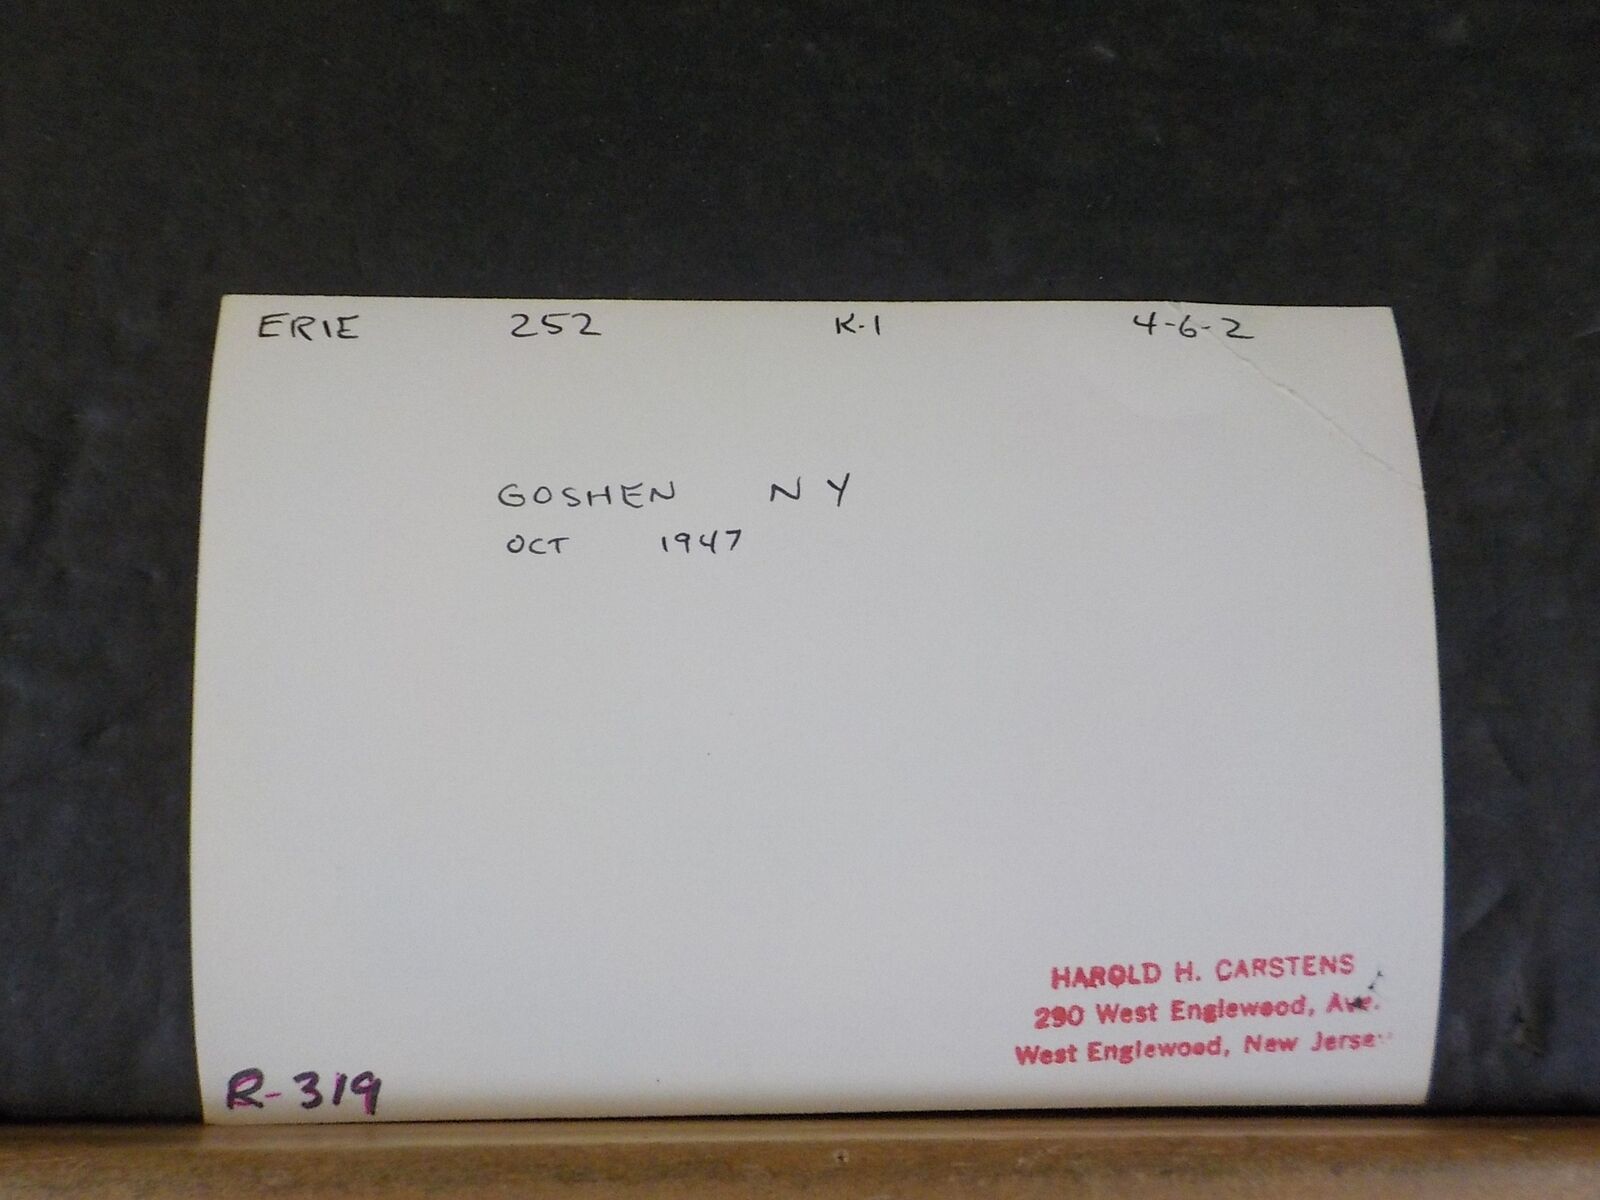 ERIE 252 K-1 4-6-2
GOSHEN NY
OCT 1947
HAROLD H. CARSTENS
290 West Englewood, Ave.
West Englewood, New Jersey
R-319